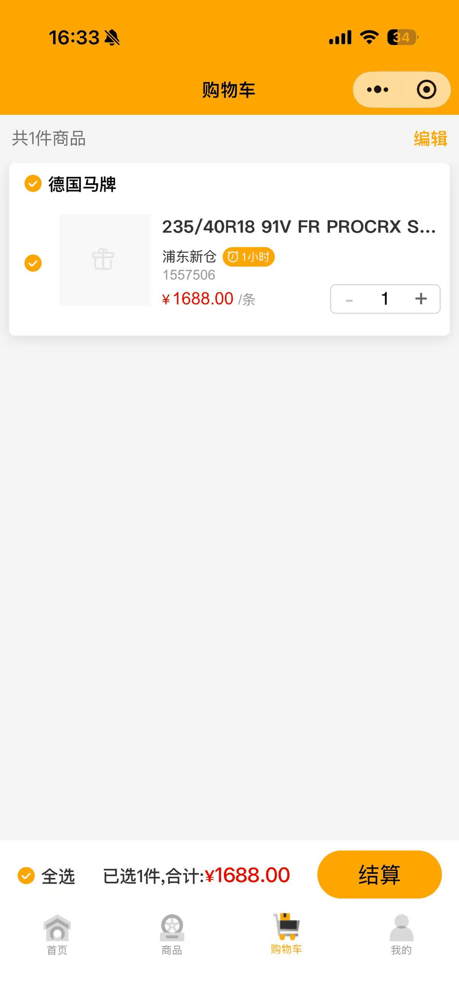 16:33
34
购物车
共1件商品
编辑
德国马牌
235/40R18 91V FR PROCRX S...
浦东新仓 1小时
1557506
¥1688.00 /条
- 1 +
全选
已选1件,合计:¥1688.00
结算
首页
商品
购物车
我的